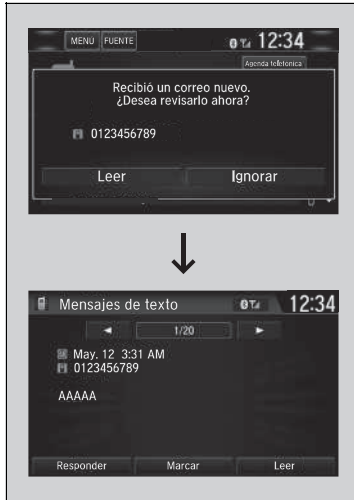 MENÚ FUENTE 12:34
Agenda telefónica
Recibió un correo nuevo.
¿Desea revisarlo ahora?
0123456789
Leer Ignorar
Mensajes de texto 12:34
1/20
May. 12 3:31 AM
0123456789
AAAAA
Responder Marcar Leer